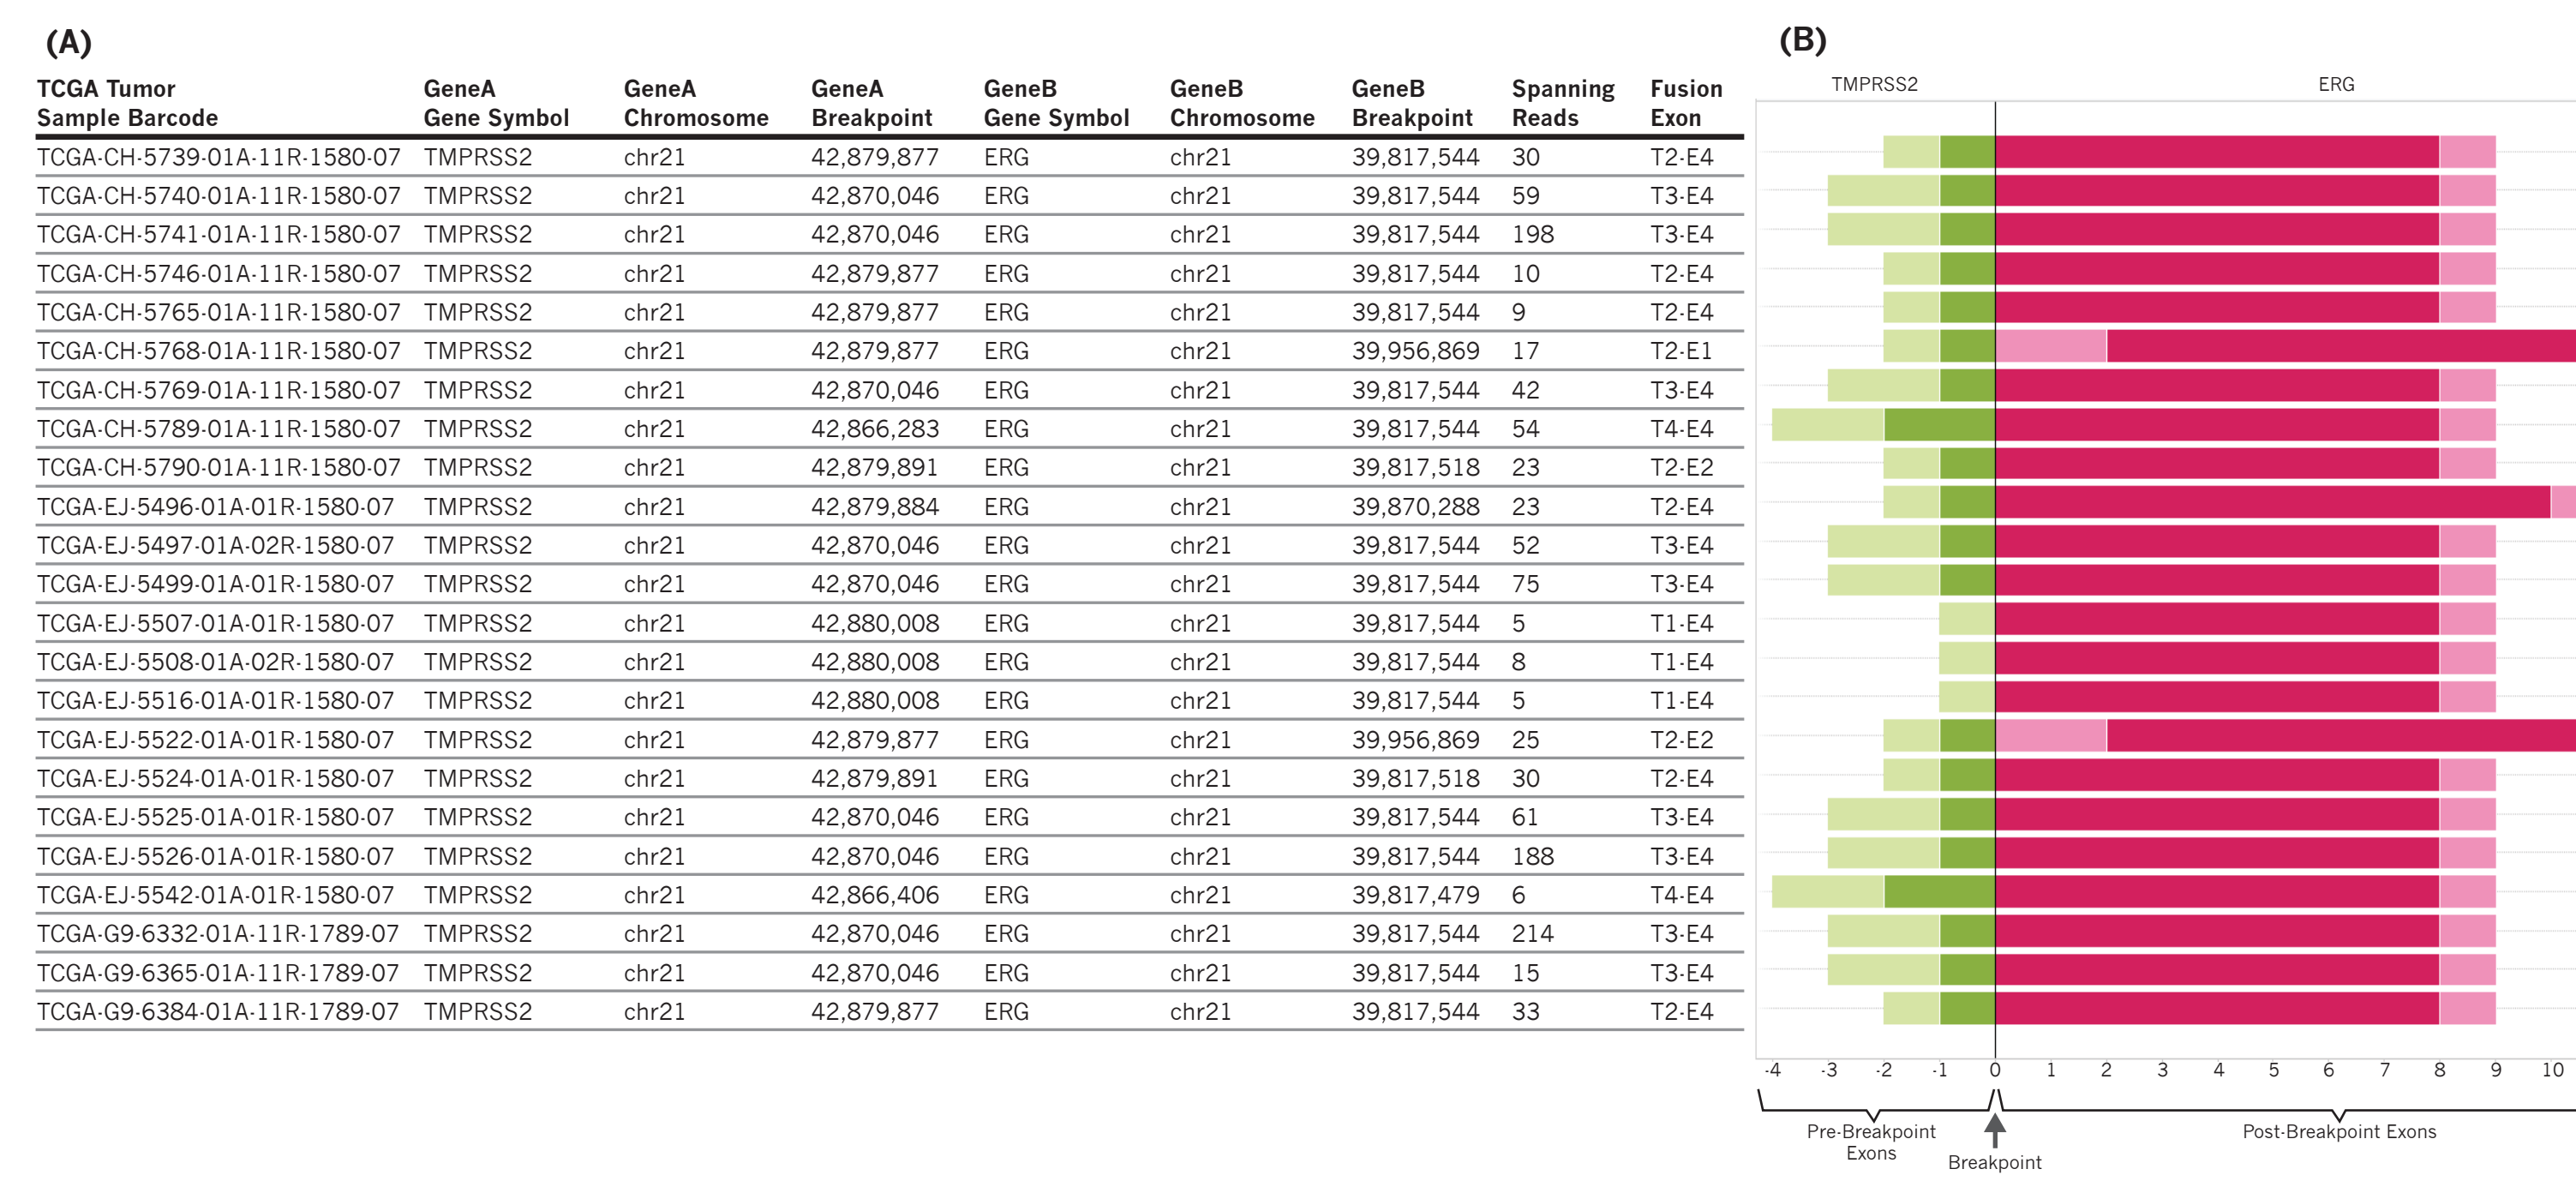 (A)
TCGA Tumor Sample Barcode GeneA Gene Symbol GeneA Chromosome GeneA Breakpoint GeneB Gene Symbol GeneB Chromosome GeneB Breakpoint Spanning Reads Fusion Exon
TCGA-CH-5739-01A-11R-1580-07 TMPRSS2 chr21 42,879,877 ERG chr21 39,817,544 30 T2-E4
TCGA-CH-5740-01A-11R-1580-07 TMPRSS2 chr21 42,870,046 ERG chr21 39,817,544 59 T3-E4
TCGA-CH-5741-01A-11R-1580-07 TMPRSS2 chr21 42,870,046 ERG chr21 39,817,544 198 T3-E4
TCGA-CH-5746-01A-11R-1580-07 TMPRSS2 chr21 42,879,877 ERG chr21 39,817,544 10 T2-E4
TCGA-CH-5765-01A-11R-1580-07 TMPRSS2 chr21 42,879,877 ERG chr21 39,817,544 9 T2-E4
TCGA-CH-5768-01A-11R-1580-07 TMPRSS2 chr21 42,879,877 ERG chr21 39,956,869 17 T2-E1
TCGA-CH-5769-01A-11R-1580-07 TMPRSS2 chr21 42,870,046 ERG chr21 39,817,544 42 T3-E4
TCGA-CH-5789-01A-11R-1580-07 TMPRSS2 chr21 42,866,283 ERG chr21 39,817,544 54 T4-E4
TCGA-CH-5790-01A-11R-1580-07 TMPRSS2 chr21 42,879,891 ERG chr21 39,817,518 23 T2-E2
TCGA-EJ-5496-01A-01R-1580-07 TMPRSS2 chr21 42,879,884 ERG chr21 39,870,288 23 T2-E4
TCGA-EJ-5497-01A-02R-1580-07 TMPRSS2 chr21 42,870,046 ERG chr21 39,817,544 52 T3-E4
TCGA-EJ-5499-01A-01R-1580-07 TMPRSS2 chr21 42,870,046 ERG chr21 39,817,544 75 T3-E4
TCGA-EJ-5507-01A-01R-1580-07 TMPRSS2 chr21 42,880,008 ERG chr21 39,817,544 5 T1-E4
TCGA-EJ-5508-01A-02R-1580-07 TMPRSS2 chr21 42,880,008 ERG chr21 39,817,544 8 T1-E4
TCGA-EJ-5516-01A-01R-1580-07 TMPRSS2 chr21 42,880,008 ERG chr21 39,817,544 5 T1-E4
TCGA-EJ-5522-01A-01R-1580-07 TMPRSS2 chr21 42,879,877 ERG chr21 39,956,869 25 T2-E2
TCGA-EJ-5524-01A-01R-1580-07 TMPRSS2 chr21 42,879,891 ERG chr21 39,817,518 30 T2-E4
TCGA-EJ-5525-01A-01R-1580-07 TMPRSS2 chr21 42,870,046 ERG chr21 39,817,544 61 T3-E4
TCGA-EJ-5526-01A-01R-1580-07 TMPRSS2 chr21 42,870,046 ERG chr21 39,817,544 188 T3-E4
TCGA-EJ-5542-01A-01R-1580-07 TMPRSS2 chr21 42,866,406 ERG chr21 39,817,479 6 T4-E4
TCGA-G9-6332-01A-11R-1789-07 TMPRSS2 chr21 42,870,046 ERG chr21 39,817,544 214 T3-E4
TCGA-G9-6365-01A-11R-1789-07 TMPRSS2 chr21 42,870,046 ERG chr21 39,817,544 15 T3-E4
TCGA-G9-6384-01A-11R-1789-07 TMPRSS2 chr21 42,879,877 ERG chr21 39,817,544 33 T2-E4
(B)
TMPRSS2 ERG
-4 -3 -2 -1 0 1 2 3 4 5 6 7 8 9 10
Pre-Breakpoint
Exons
Breakpoint
Post-Breakpoint Exons